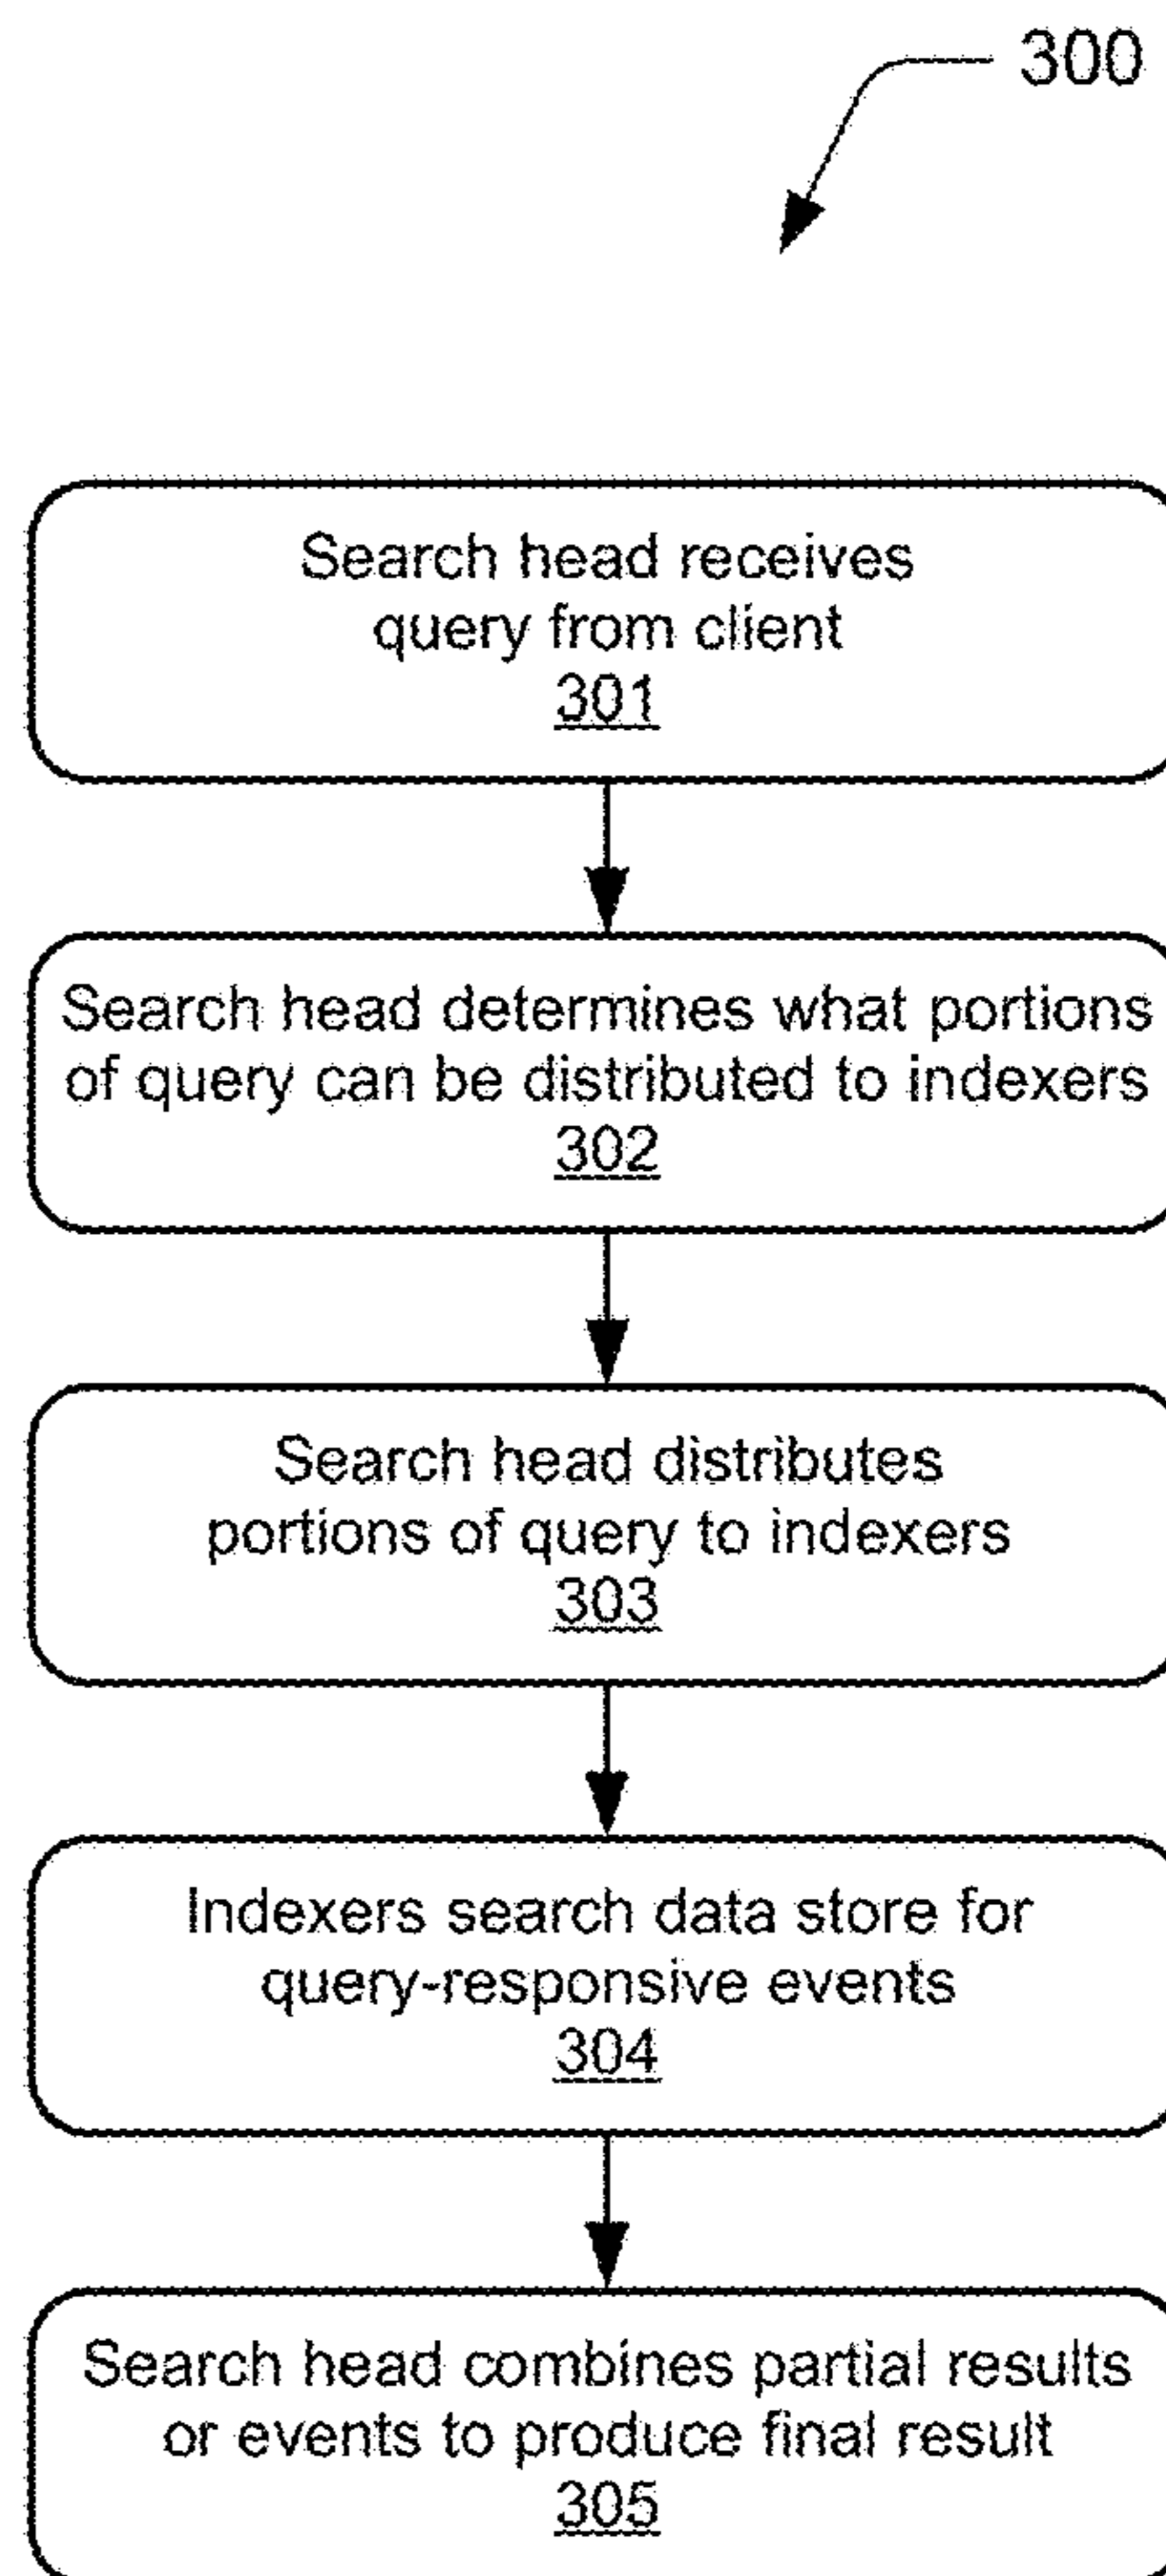 300
Search head receives
query from client
301
Search head determines what portions
of query can be distributed to indexers
302
Search head distributes
portions of query to indexers
303
Indexers search data store for
query-responsive events
304
Search head combines partial results
or events to produce final result
305